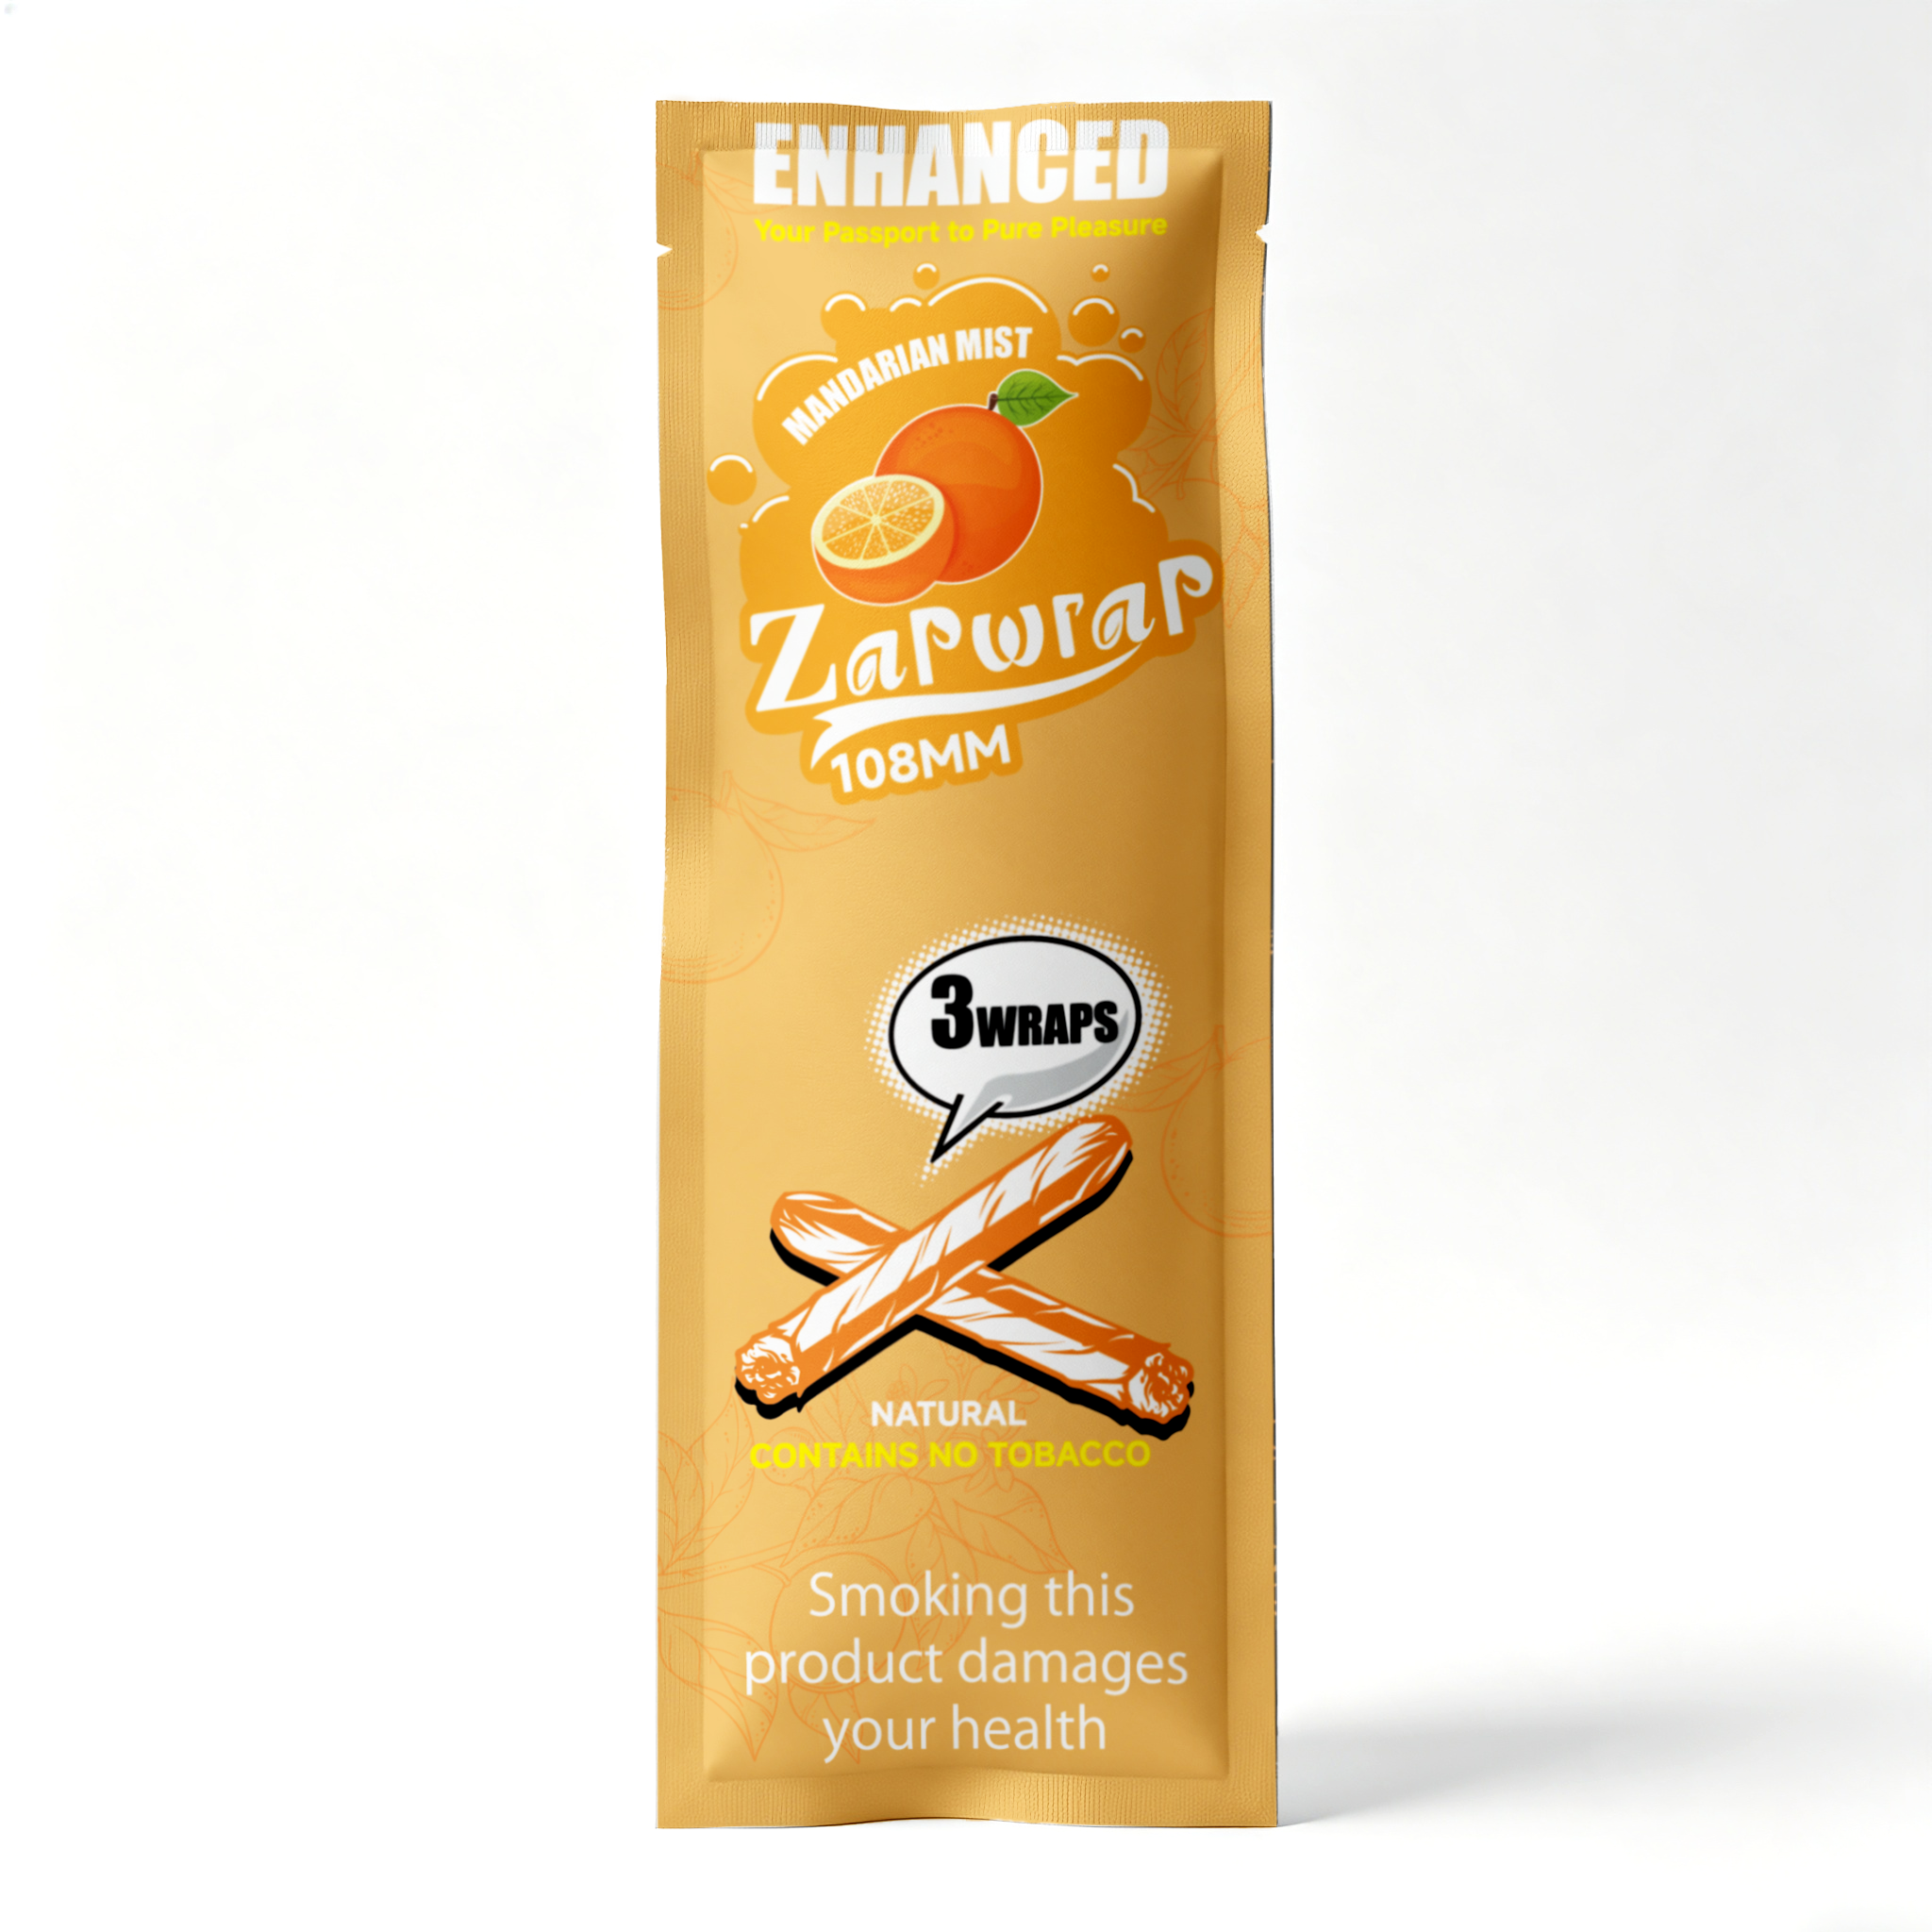 ENHANCED
Your Passport to Pure Pleasure
MANDARIAN MIST
Zapwrap
108MM
3WRAPS
NATURAL
CONTAINS NO TOBACCO
Smoking this
product damages
your health